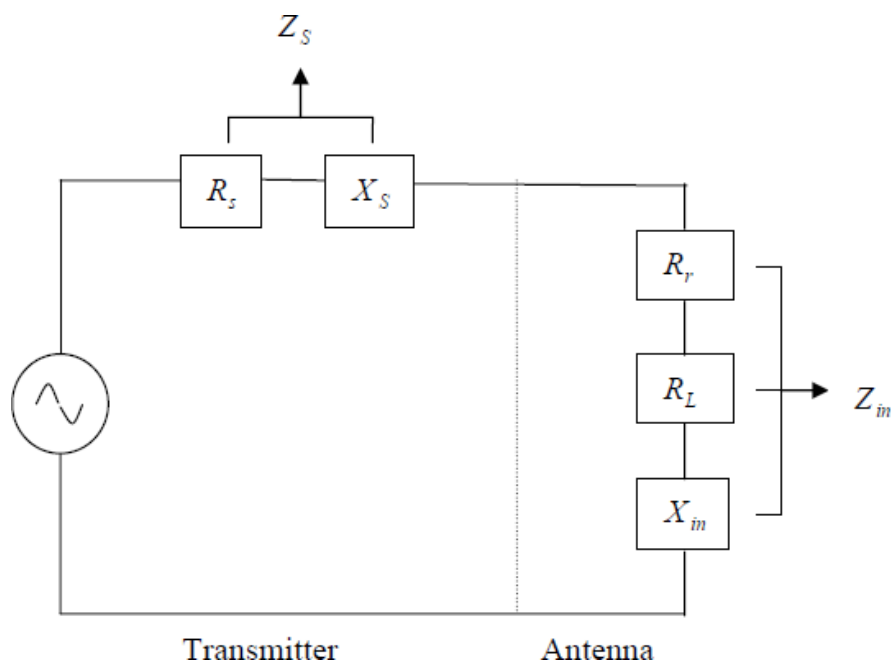 Z_S
R_s
X_S
R_r
R_L
Z_in
X_in
Transmitter Antenna